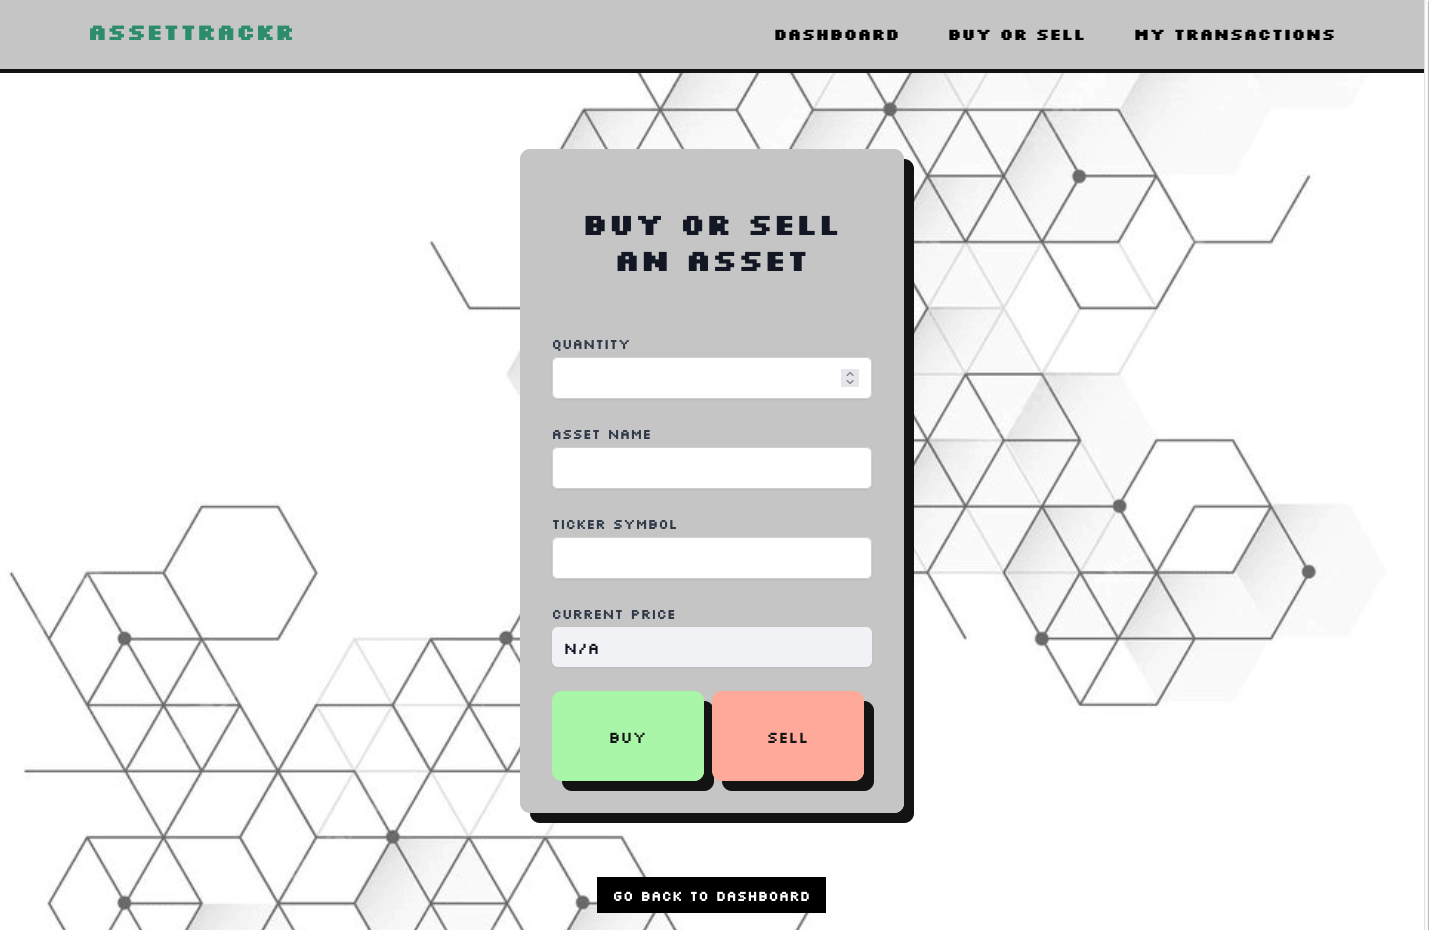 ASSETTRACKR
DASHBOARD
BUY OR SELL
MY TRANSACTIONS
BUY OR SELL
AN ASSET
QUANTITY
ASSET NAME
TICKER SYMBOL
CURRENT PRICE
N/A
BUY
SELL
GO BACK TO DASHBOARD